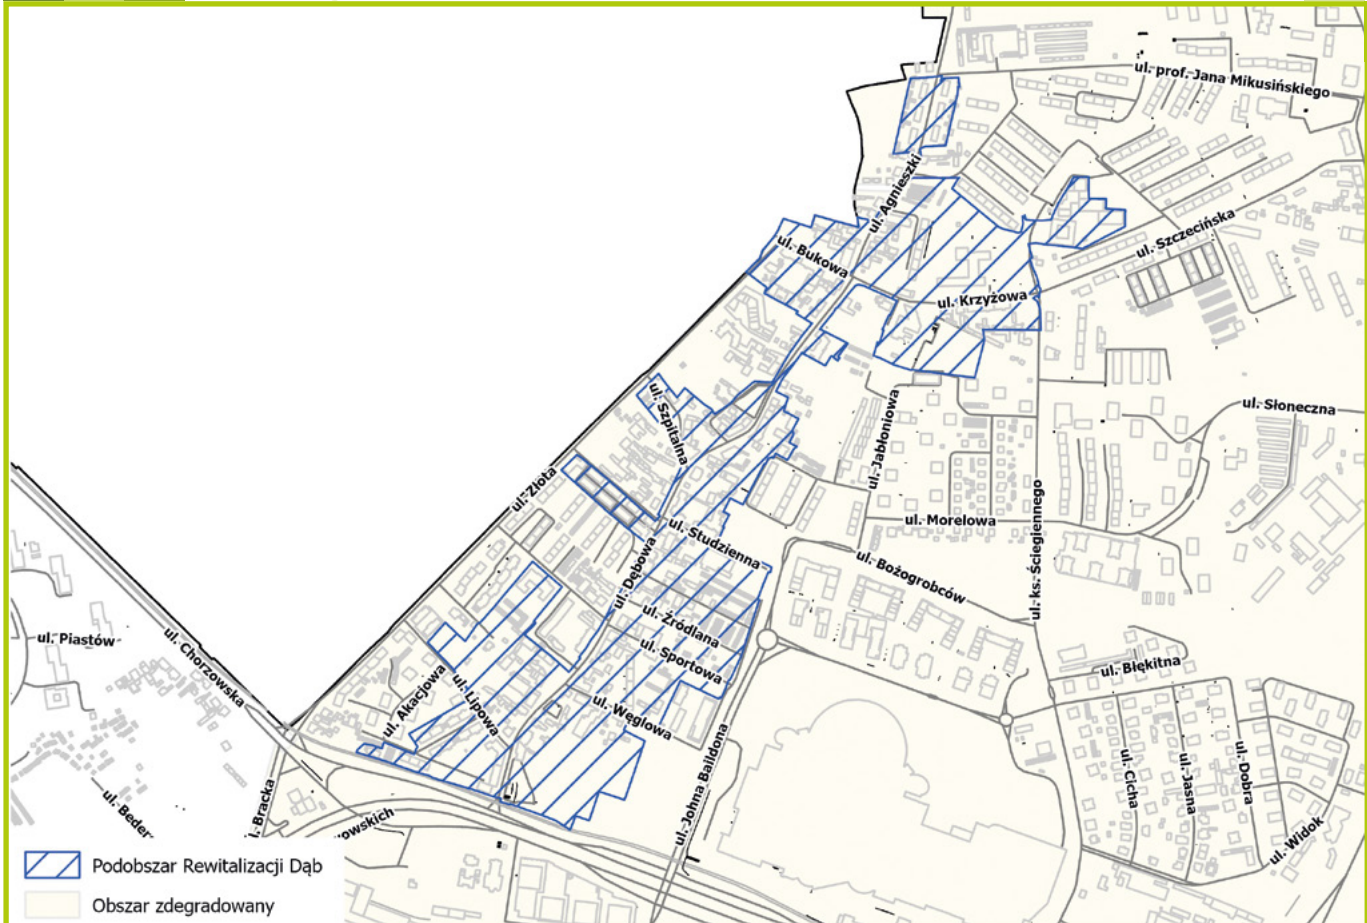 ul. prof. Jana Mikusińskiego
ul. Agnieszki
ul. Szczecińska
ul. Bukowa
ul. Krzyżowa
ul. Szpitalna
ul. Jabłoniowa
ul. Słoneczna
ul. Złota
ul. Morelowa
ul. Studzienna
ul. ks. Ściegiennego
ul. Dębowa
ul. Bożogrobców
ul. Źródlana
ul. Piastów
ul. Chorzowska
ul. Sportowa
ul. Błękitna
ul. Akacjowa
ul. Lipowa
ul. Węglowa
ul. Johna Baildona
ul. Cicha
ul. Jasna
ul. Dobra
ul. Widok
ul. Beder
l. Bracka
owskich
Podobszar Rewitalizacji Dąb
Obszar zdegradowany